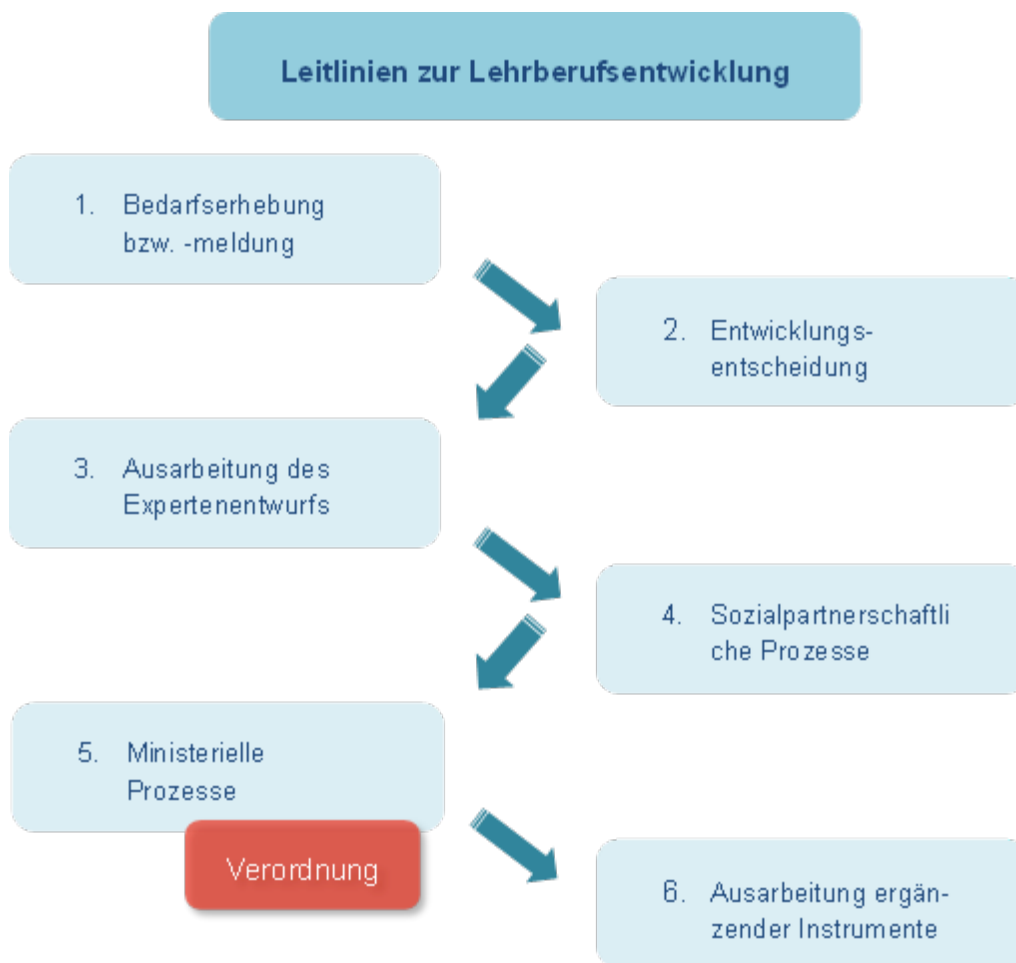 Leitlinien zur Lehrberufsentwicklung
1. Bedarfserhebung
bzw. -meldung
2. Entwicklungs-
entscheidung
3. Ausarbeitung des
Expertenentwurfs
4. Sozialpartnerschaftli
che Prozesse
5. Ministerielle
Prozesse
Verordnung
6. Ausarbeitung ergän-
zender Instrumente